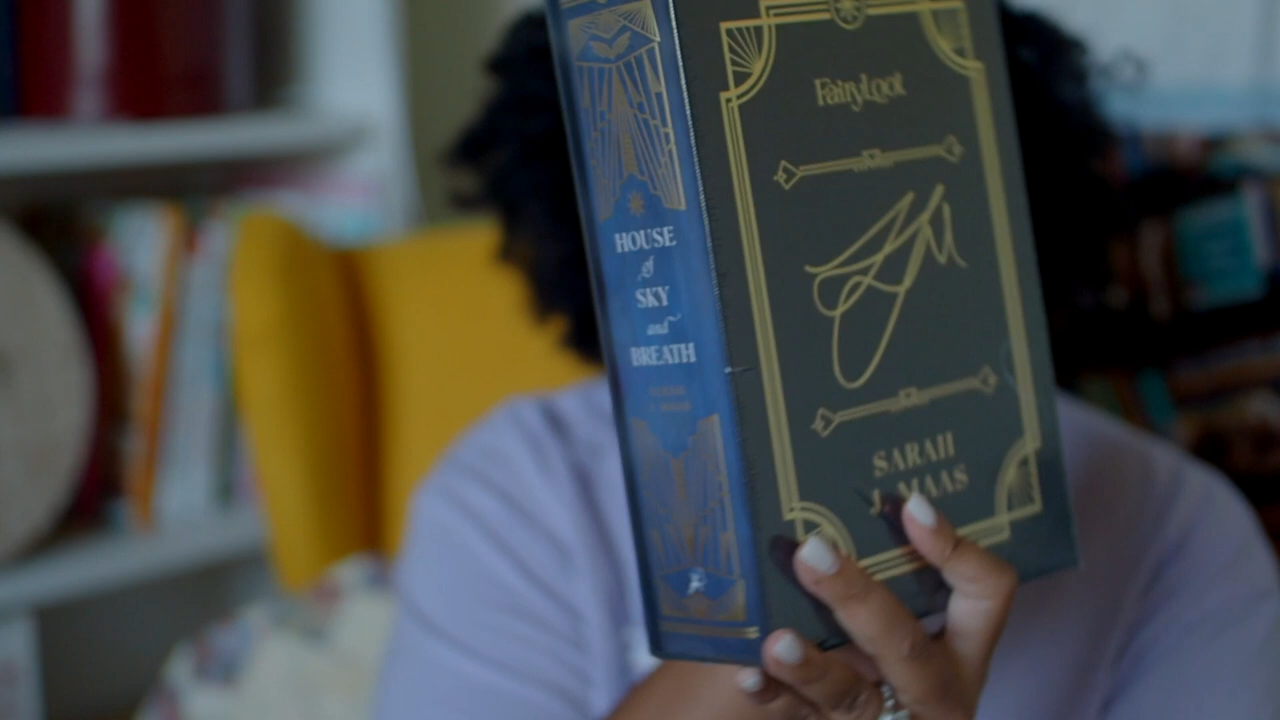 HOUSE
of
SKY
and
BREATH
FairyLoot
SARAH
J. MAAS